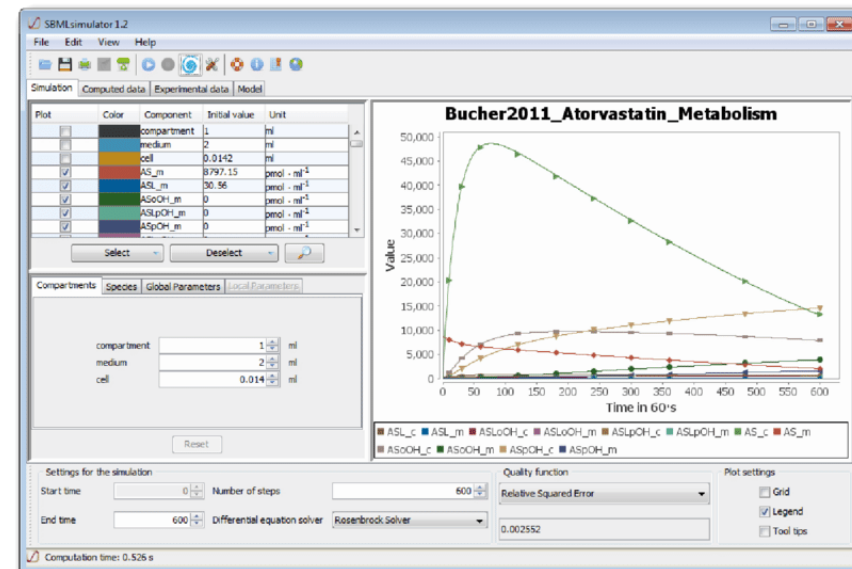 SBMLsimulator 1.2
File Edit View Help
Simulation Computed data Experimental data Model
Plot Color Component Initial value Unit
compartment 1 ml
medium 2 ml
cell 0.0142 ml
AS_m 8797.15 pmol · ml-1
ASL_m 30.56 pmol · ml-1
ASoOH_m 0 pmol · ml-1
ASLpOH_m 0 pmol · ml-1
ASpOH_m 0 pmol · ml-1
Select Deselect
Compartments Species Global Parameters Local Parameters
compartment 1 ml
medium 2 ml
cell 0.014 ml
Reset
Bucher2011_Atorvastatin_Metabolism
50,000
45,000
40,000
35,000
30,000
25,000
20,000
15,000
10,000
5,000
0
Value
0 50 100 150 200 250 300 350 400 450 500 550 600
Time in 60·s
ASL_c ASL_m ASLoOH_c ASLoOH_m ASLpOH_c ASLpOH_m AS_c AS_m
ASoOH_c ASoOH_m ASpOH_c ASpOH_m
Settings for the simulation
Start time 0 Number of steps 600
End time 600 Differential equation solver Rosenbrock Solver
Quality function
Relative Squared Error
0.002552
Plot settings
Grid
Legend
Tool tips
Computation time: 0.526 s